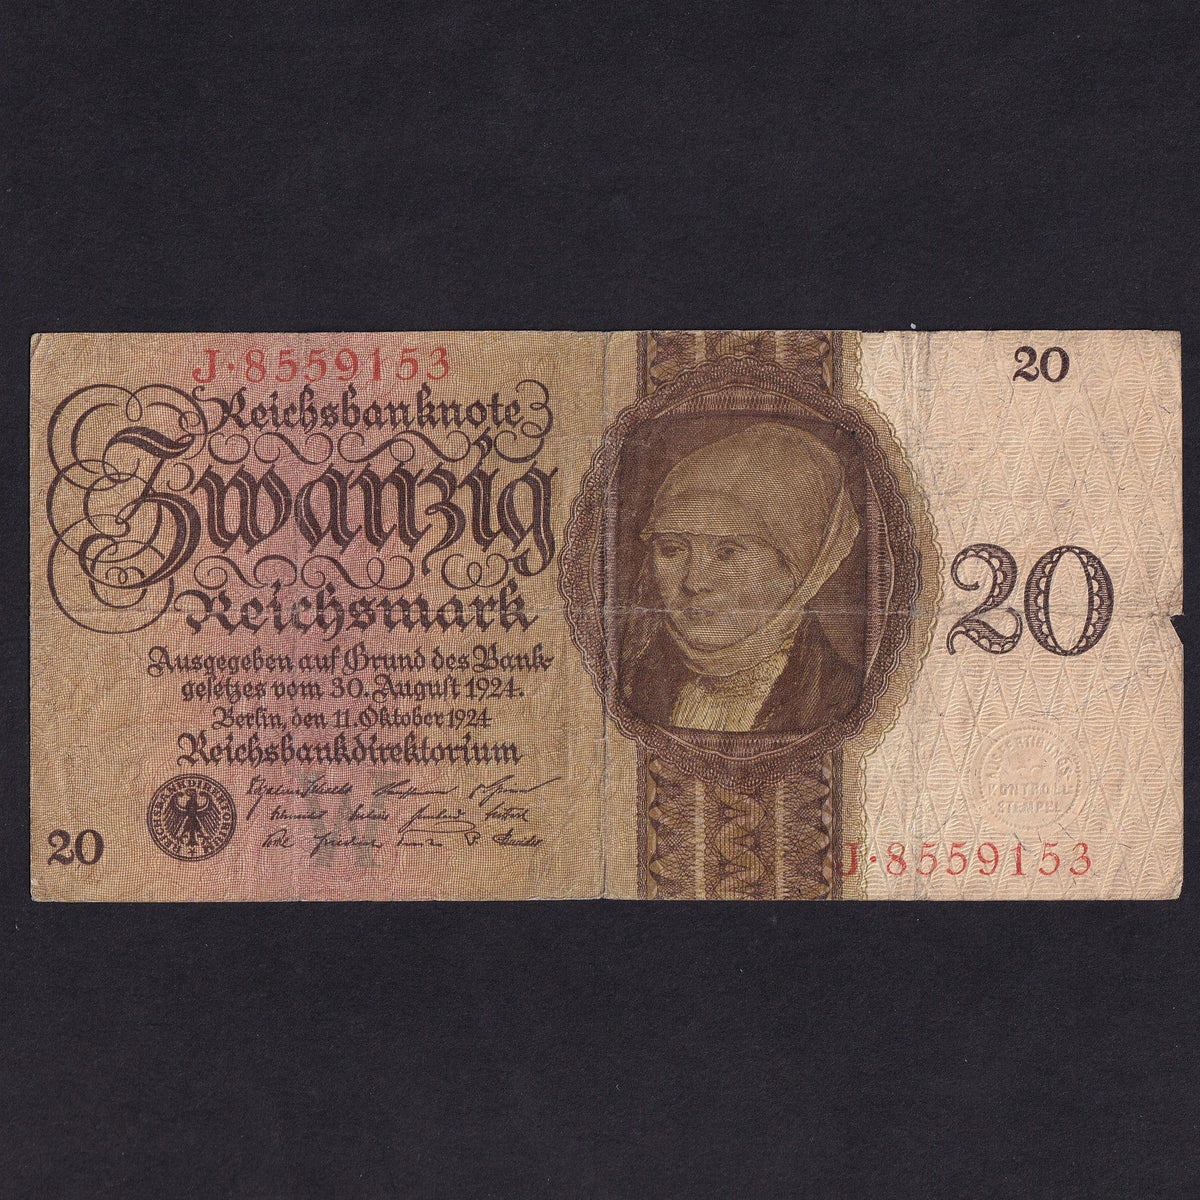 J·8559153
Reichsbanknote
Zwanzig
Reichsmark
Ausgegeben auf Grund des Bank-
gesetzes vom 30. August 1924.
Berlin, den 11. Oktober 1924
Reichsbankdirektorium
REICHSBANKDIREKTORIUM
20
20
20
KONTROLL
STEMPEL
J·8559153